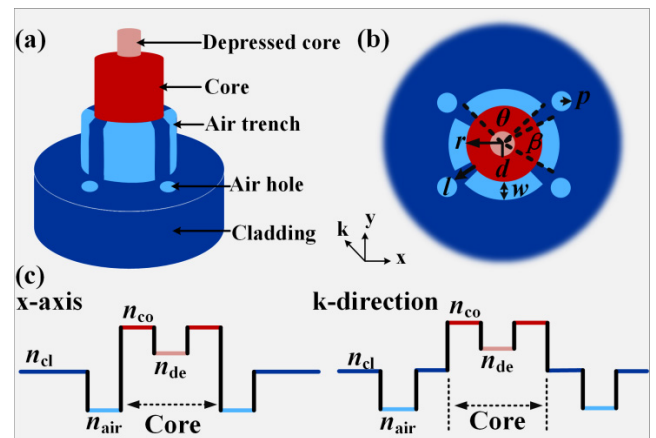 (a)
Depressed core
Core
Air trench
Air hole
Cladding
(b)
p
θ
r
β
d
l
w
k
y
x
(c)
x-axis
n_co
n_cl
n_de
n_air
Core
k-direction
n_co
n_cl
n_de
n_air
Core